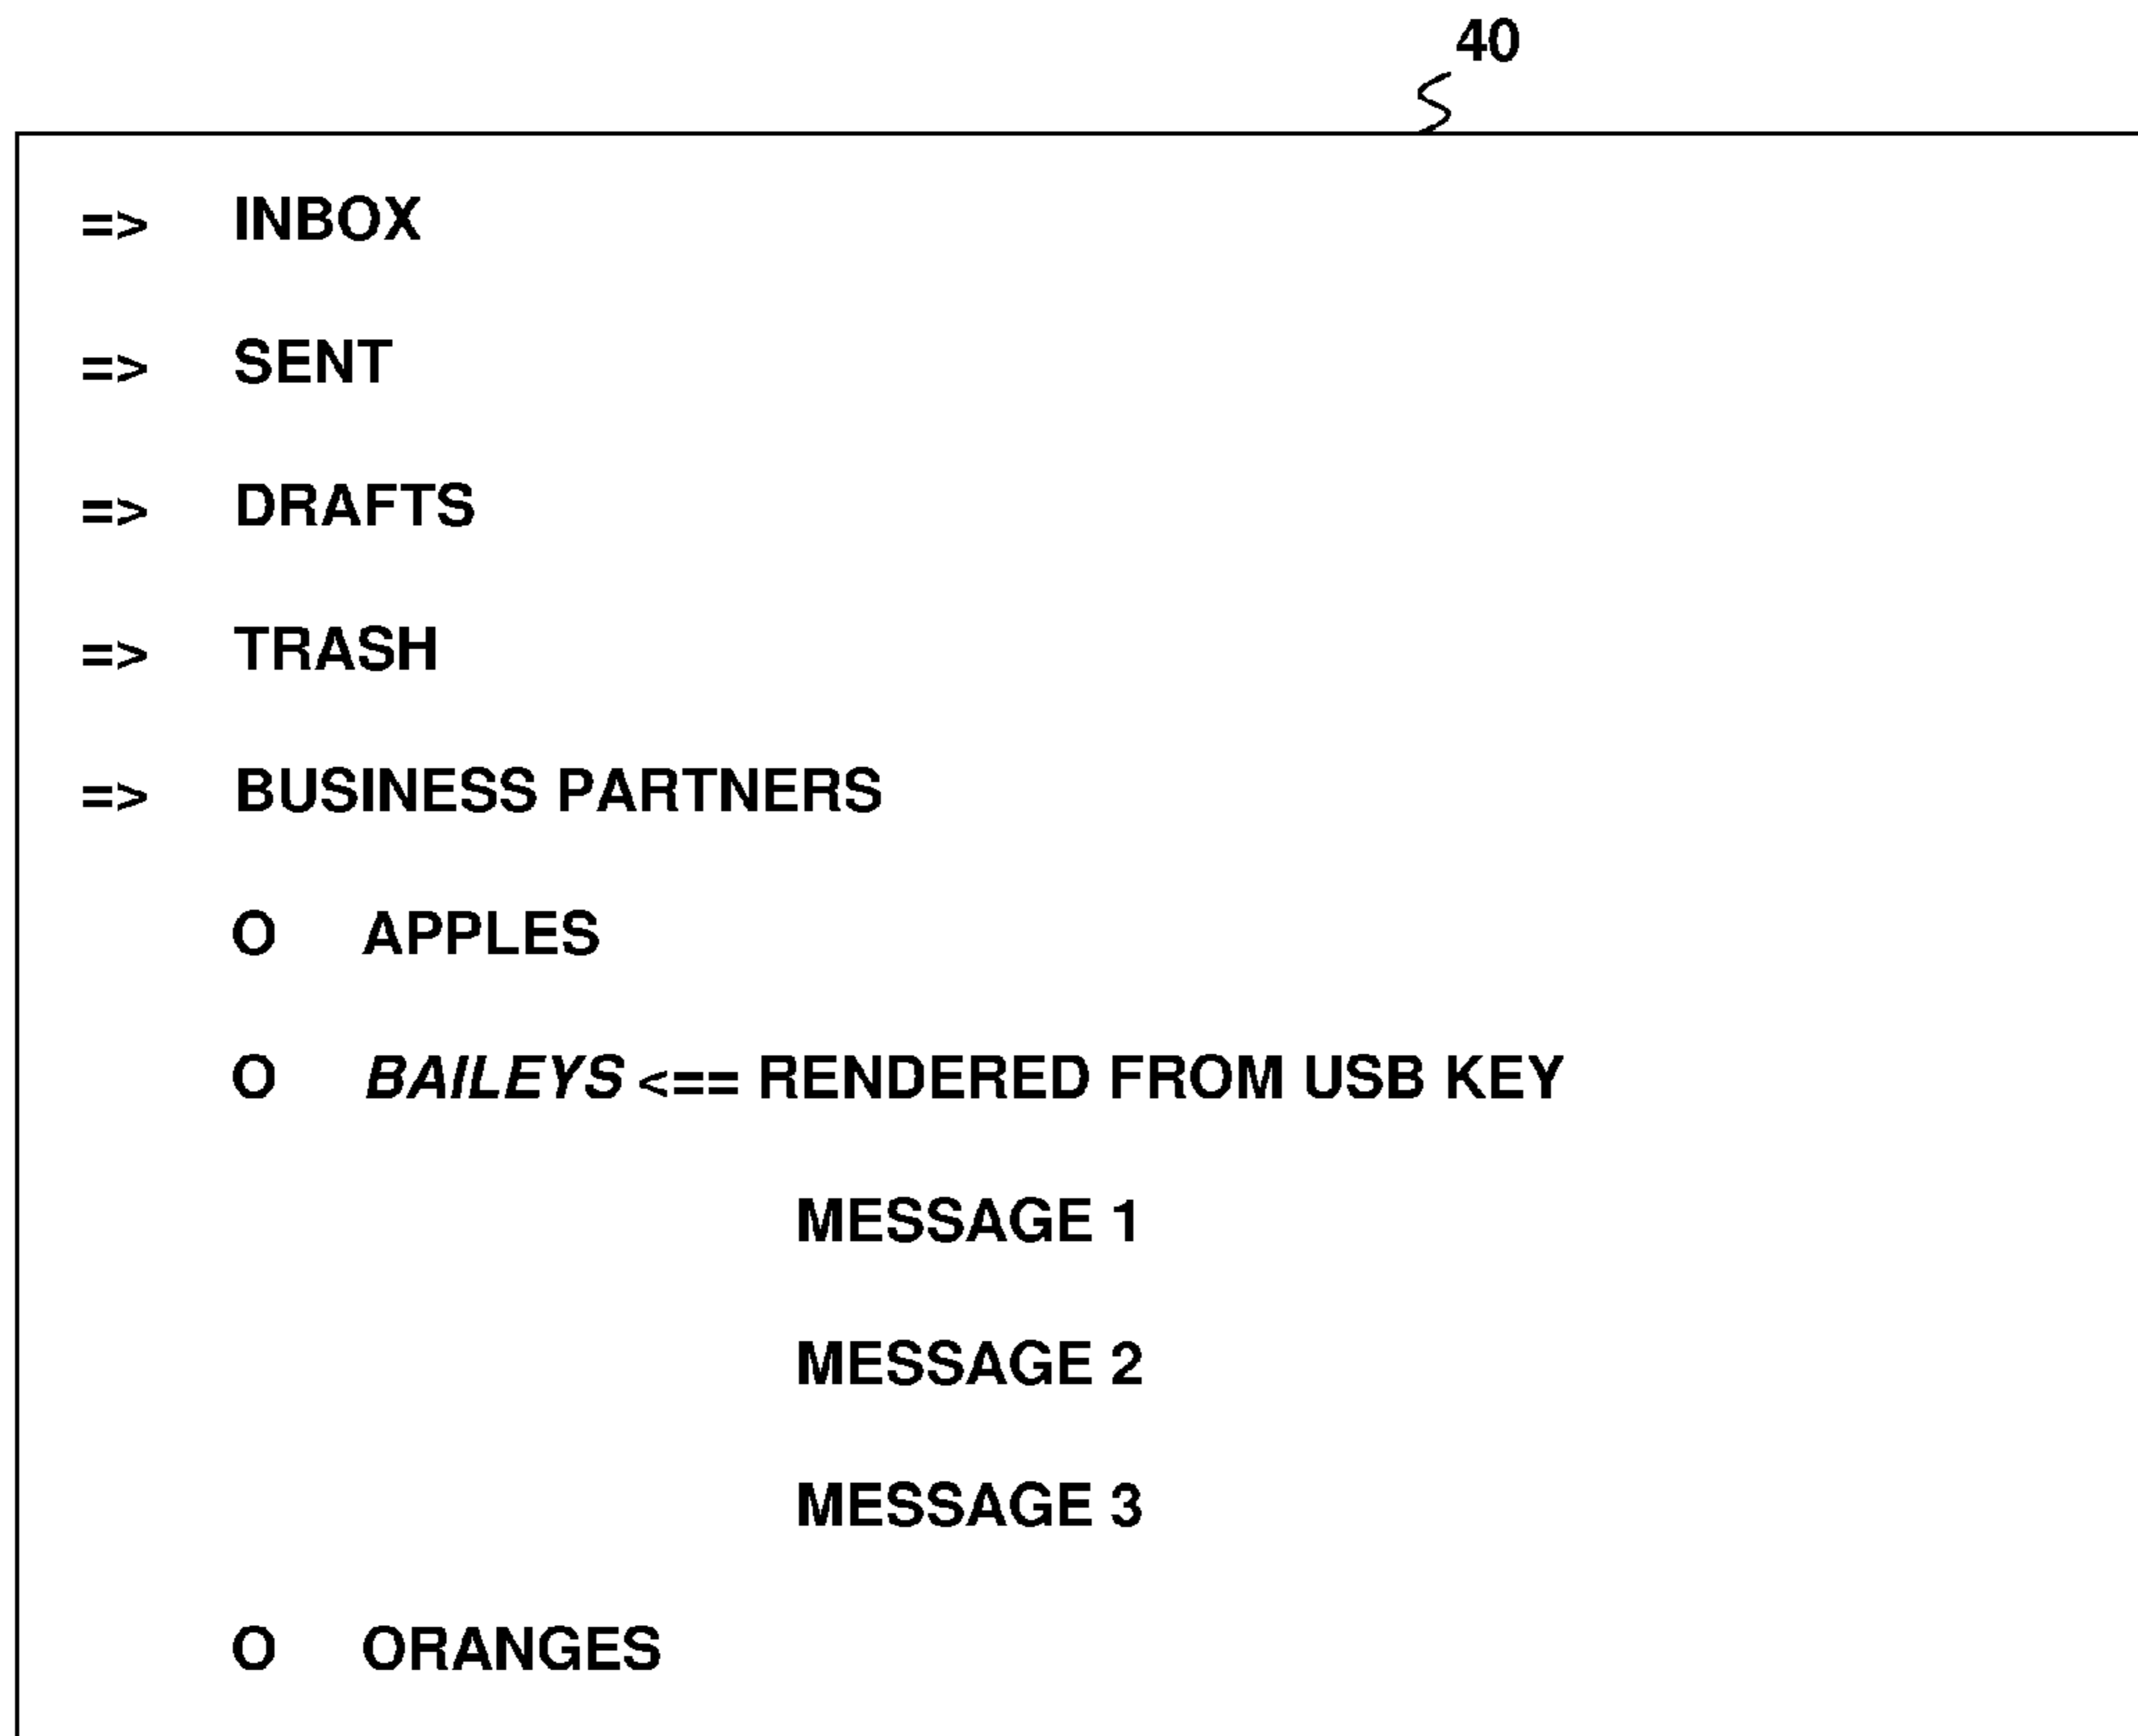 40
=> INBOX
=> SENT
=> DRAFTS
=> TRASH
=> BUSINESS PARTNERS
O APPLES
O BAILEYS <== RENDERED FROM USB KEY
MESSAGE 1
MESSAGE 2
MESSAGE 3
O ORANGES